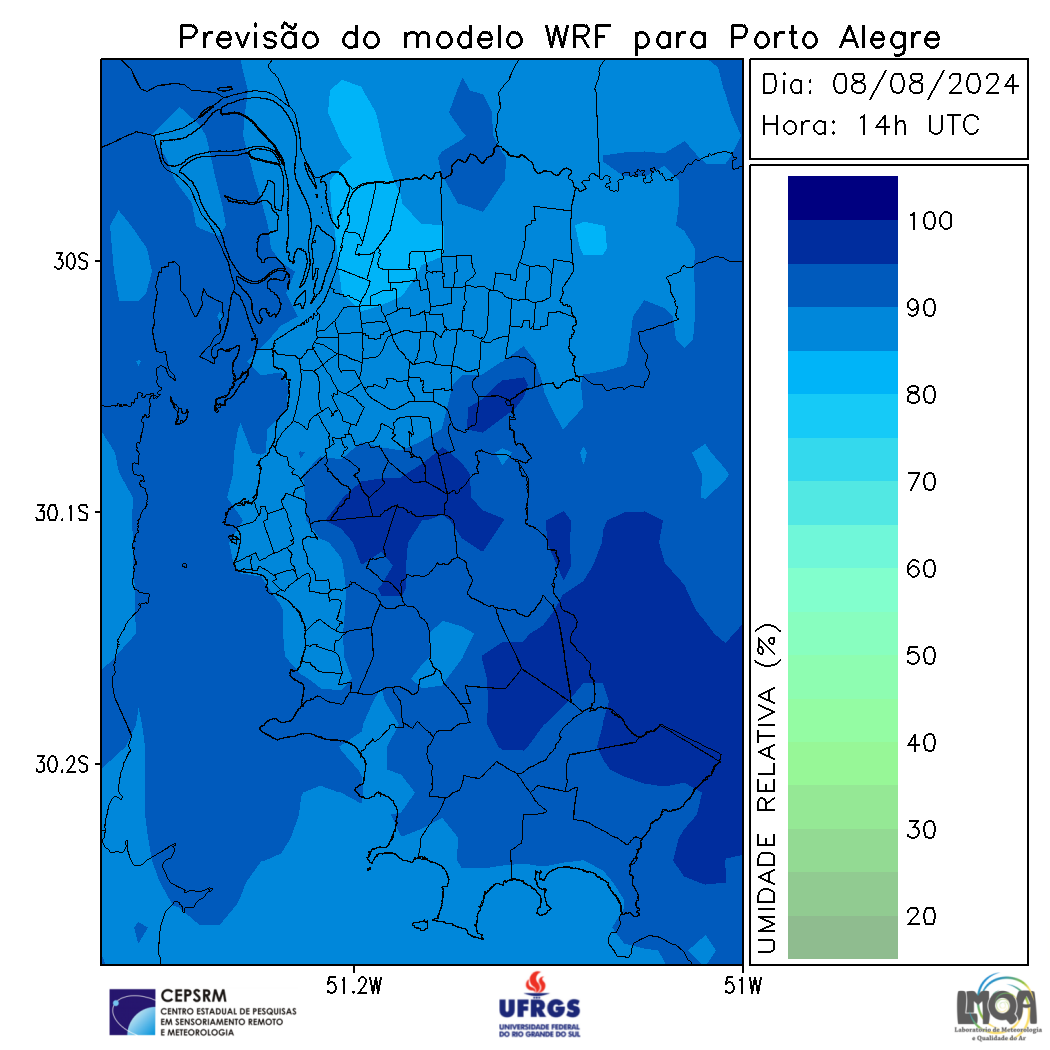 Previsão do modelo WRF para Porto Alegre
Dia: 08/08/2024
Hora: 14h UTC
30S
30.1S
30.2S
51.2W
51W
100
90
80
70
60
50
40
30
20
UMIDADE RELATIVA (%)
CEPSRM
CENTRO ESTADUAL DE PESQUISAS
EM SENSORIAMENTO REMOTO
E METEOROLOGIA
UFRGS
UNIVERSIDADE FEDERAL
DO RIO GRANDE DO SUL
LMQA
Laboratório de Meteorologia
e Qualidade do Ar